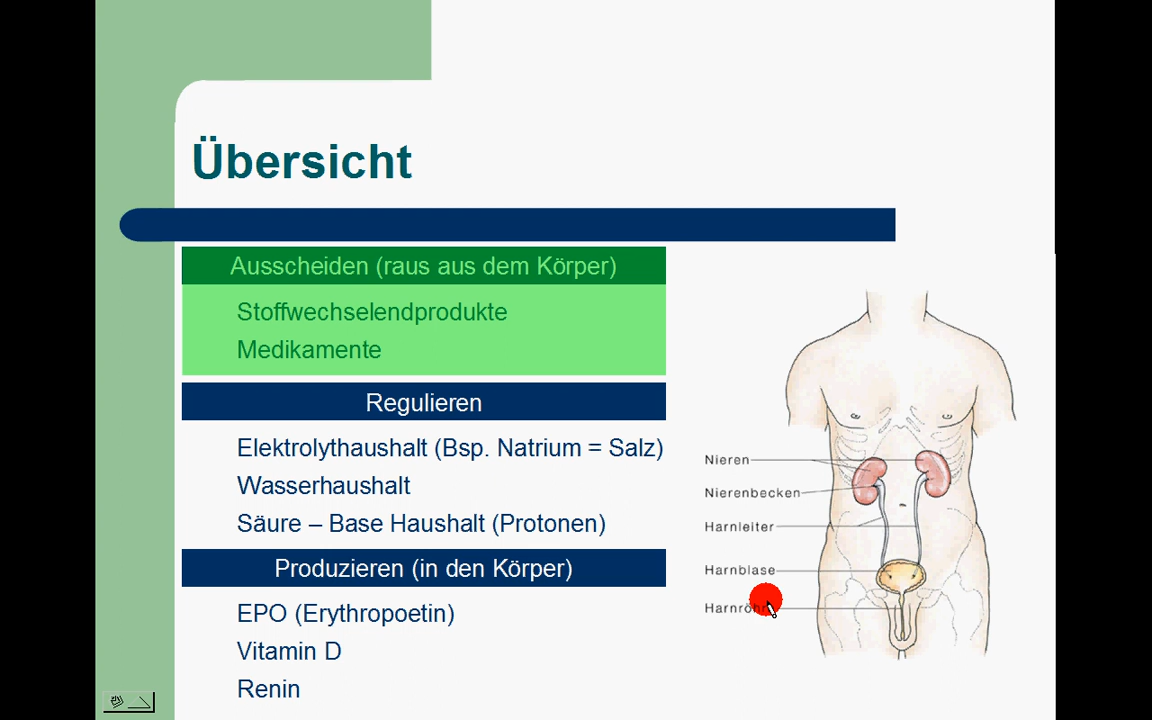 Übersicht
Ausscheiden (raus aus dem Körper)
Stoffwechselendprodukte
Medikamente
Regulieren
Elektrolythaushalt (Bsp. Natrium = Salz)
Wasserhaushalt
Säure – Base Haushalt (Protonen)
Produzieren (in den Körper)
EPO (Erythropoetin)
Vitamin D
Renin
Nieren
Nierenbecken
Harnleiter
Harnblase